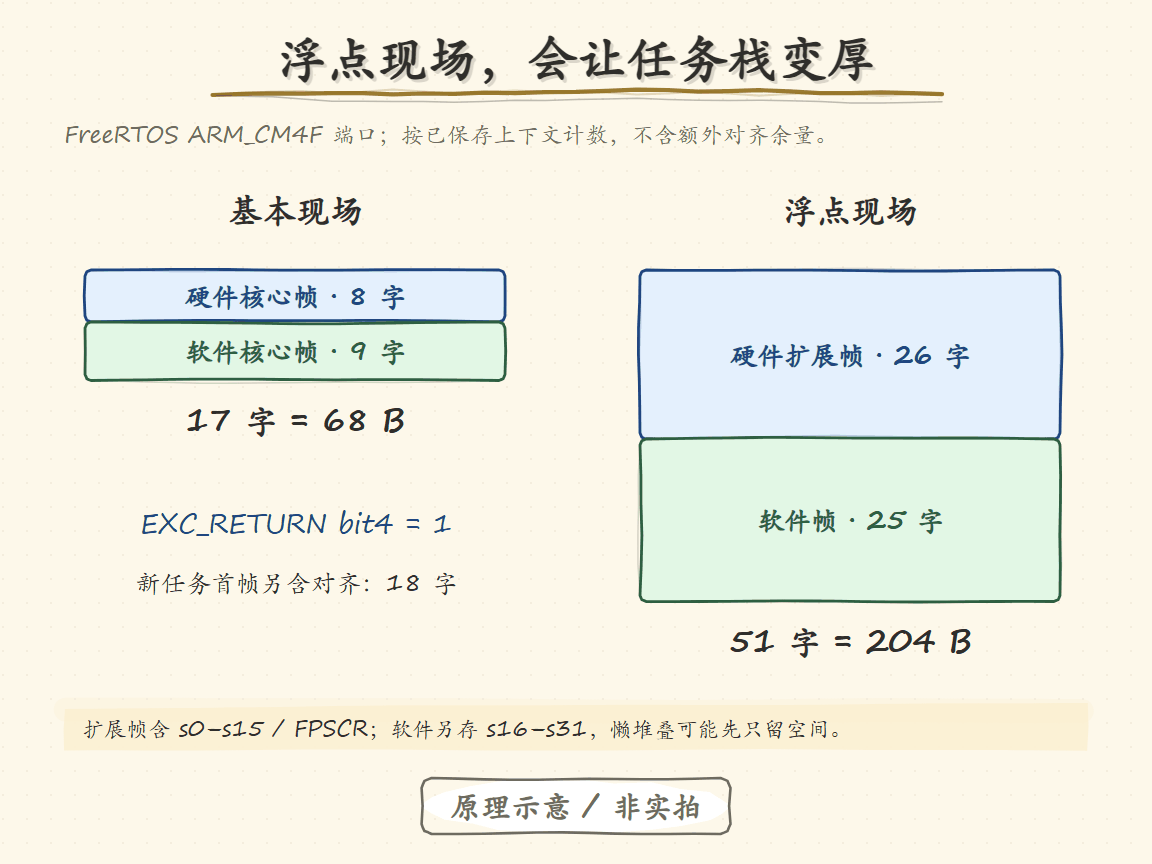 浮点现场，会让任务栈变厚
FreeRTOS ARM_CM4F 端口；按已保存上下文计数，不含额外对齐余量。
基本现场
浮点现场
硬件核心帧 · 8 字
软件核心帧 · 9 字
17 字 = 68 B
硬件扩展帧 · 26 字
软件帧 · 25 字
51 字 = 204 B
EXC_RETURN bit4 = 1
新任务首帧另含对齐：18 字
扩展帧含 s0–s15 / FPSCR；软件另存 s16–s31，懒堆叠可能先只留空间。
原理示意 / 非实拍